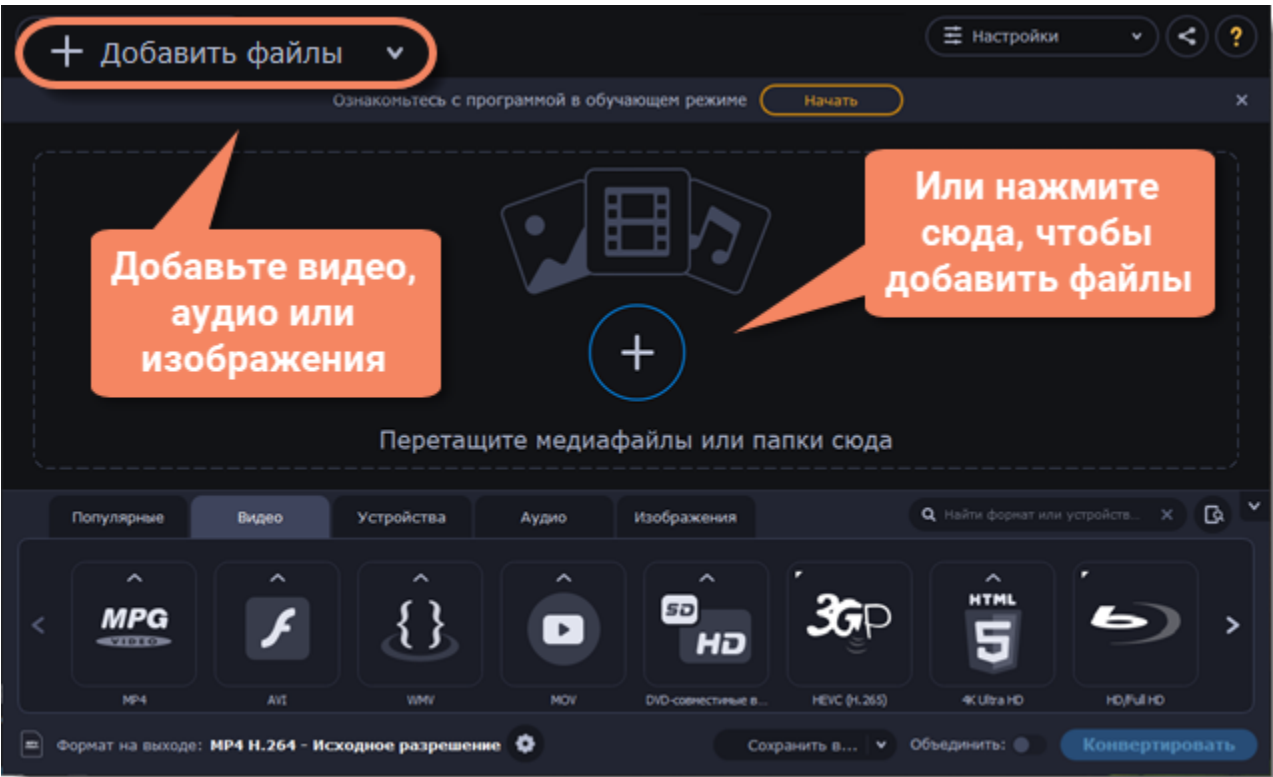 + Добавить файлы
Настройки
?
Ознакомьтесь с программой в обучающем режиме
Начать
Добавьте видео,
аудио или
изображения
Или нажмите
сюда, чтобы
добавить файлы
Перетащите медиафайлы или папки сюда
Популярные
Видео
Устройства
Аудио
Изображения
Найти формат или устройств...
MPG
VIDEO
SD
HD
3GP
HTML
5
MP4
AVI
WMV
MOV
DVD-совместимые в...
HEVC (H.265)
4K Ultra HD
HD/Full HD
Формат на выходе: MP4 H.264 - Исходное разрешение
Сохранить в...
Объединить:
Конвертировать